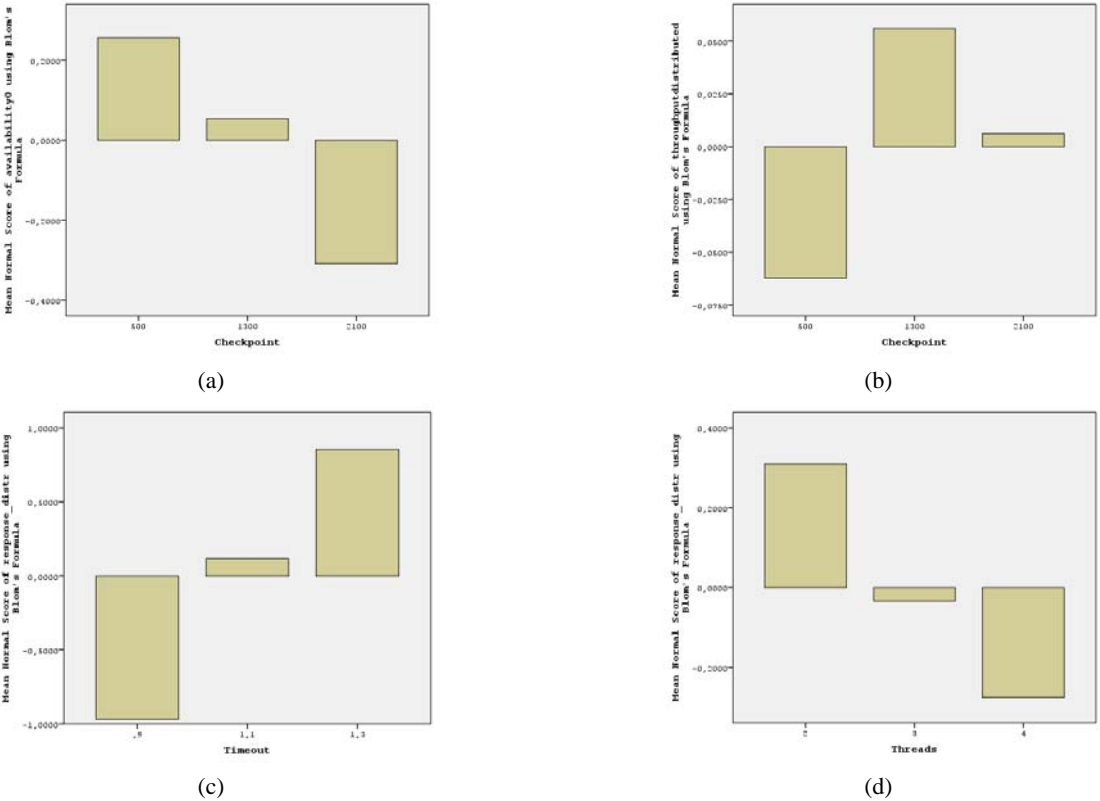 Mean Normal Score of availability0 using Blom's
Formula
0,2000
0,0000
-0,2000
-0,4000
500
1300
2100
Checkpoint
(a)
Mean Normal Score of throughputdistributed
using Blom's Formula
0,0500
0,0250
0,0000
-0,0250
-0,0500
-0,0750
500
1300
2100
Checkpoint
(b)
Mean Normal Score of response_distr using
Blom's Formula
1,0000
0,5000
0,0000
-0,5000
-1,0000
,9
1,1
1,3
Timeout
(c)
Mean Normal Score of response_distr using
Blom's Formula
0,4000
0,2000
0,0000
-0,2000
2
3
4
Threads
(d)